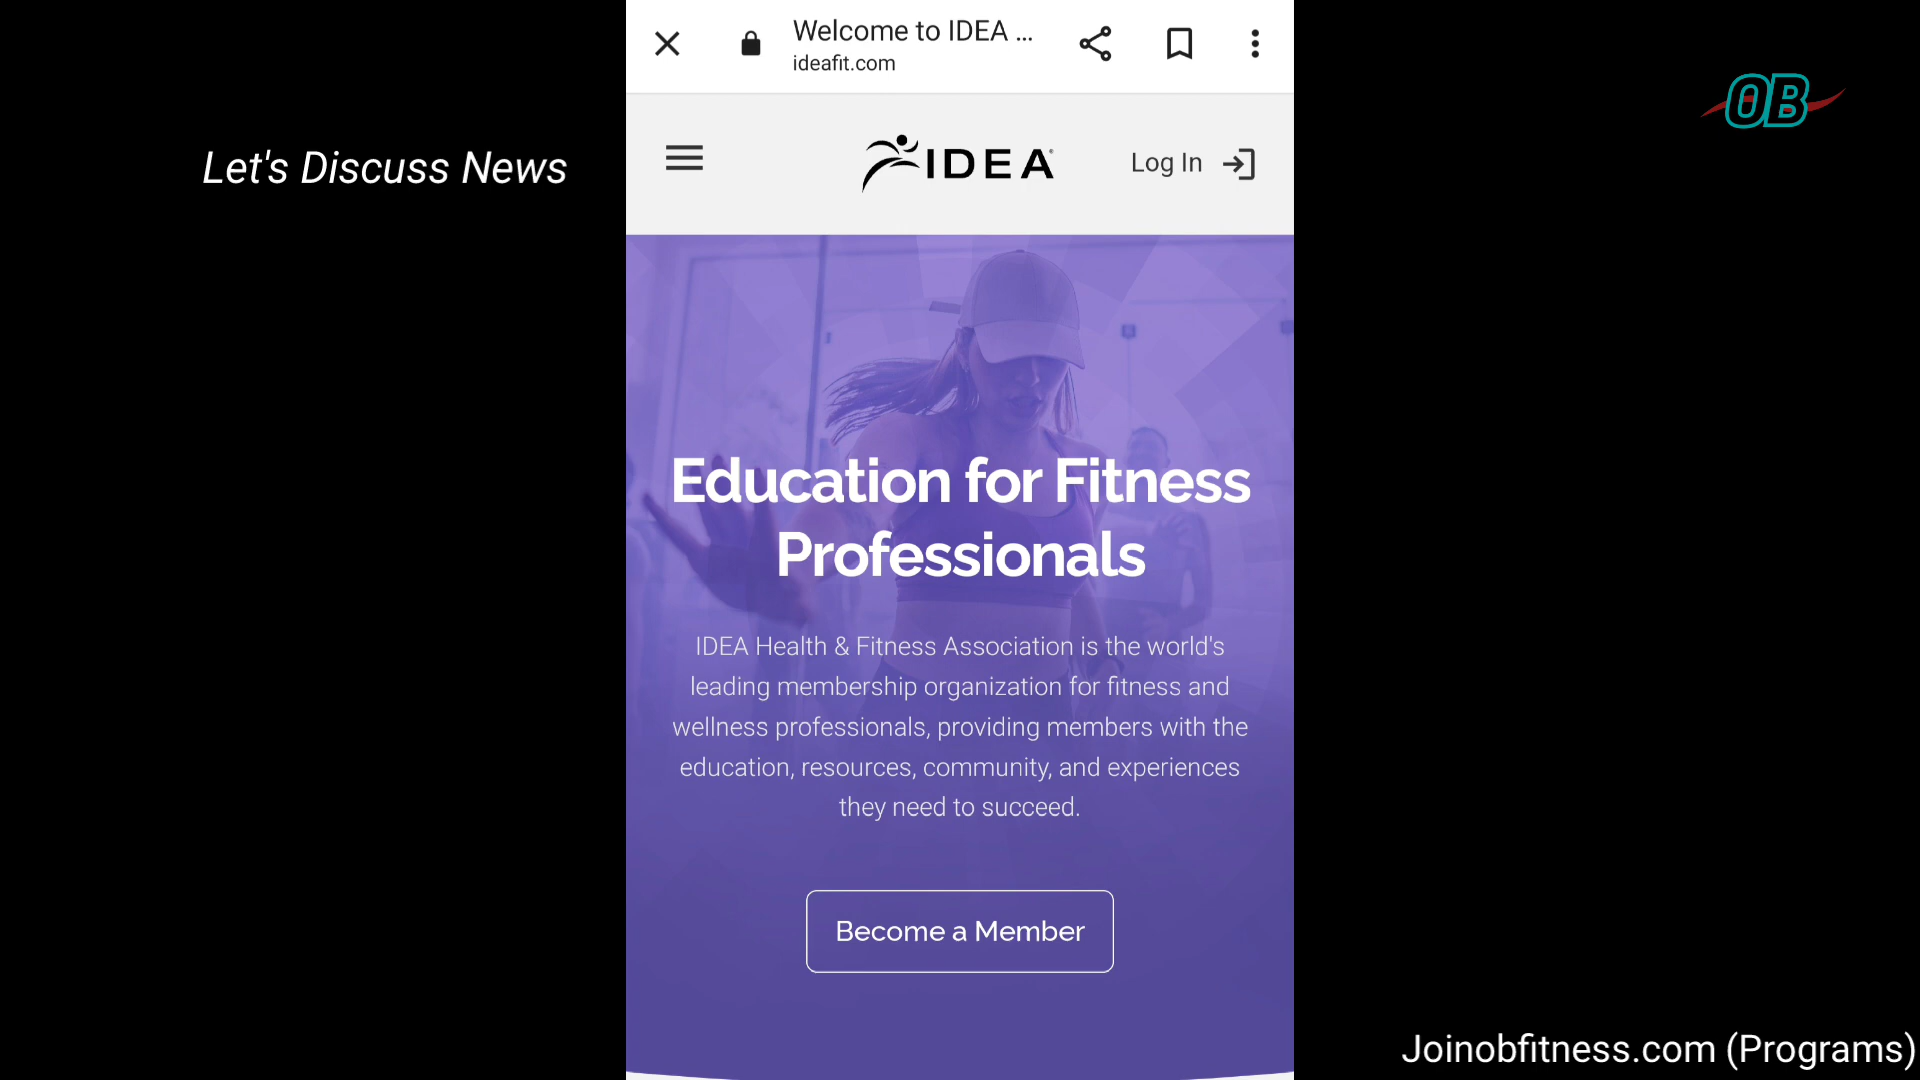 Welcome to IDEA ...
ideafit.com
OB
Let's Discuss News
IDEA®
Log In
Education for Fitness
Professionals
IDEA Health & Fitness Association is the world's
leading membership organization for fitness and
wellness professionals, providing members with the
education, resources, community, and experiences
they need to succeed.
Become a Member
Joinobfitness.com (Programs)